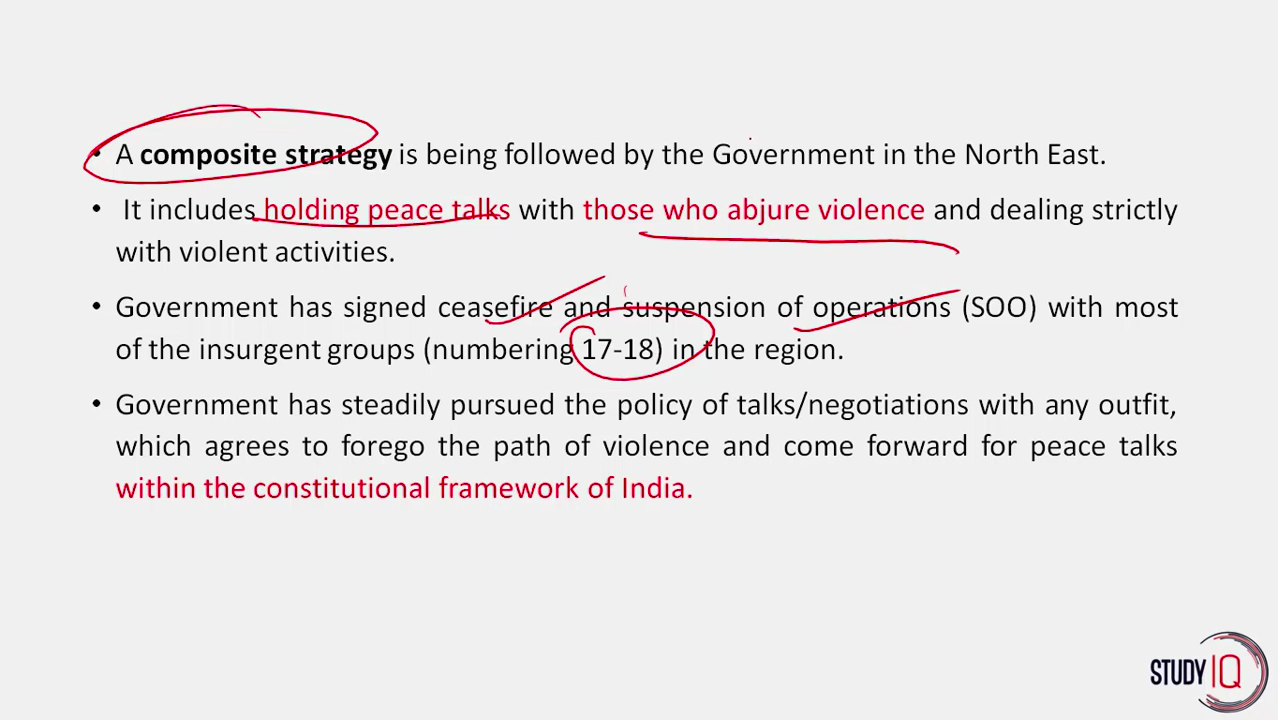 • A composite strategy is being followed by the Government in the North East.
• It includes holding peace talks with those who abjure violence and dealing strictly
with violent activities.
• Government has signed ceasefire and suspension of operations (SOO) with most
of the insurgent groups (numbering 17-18) in the region.
• Government has steadily pursued the policy of talks/negotiations with any outfit,
which agrees to forego the path of violence and come forward for peace talks
within the constitutional framework of India.
STUDY IQ